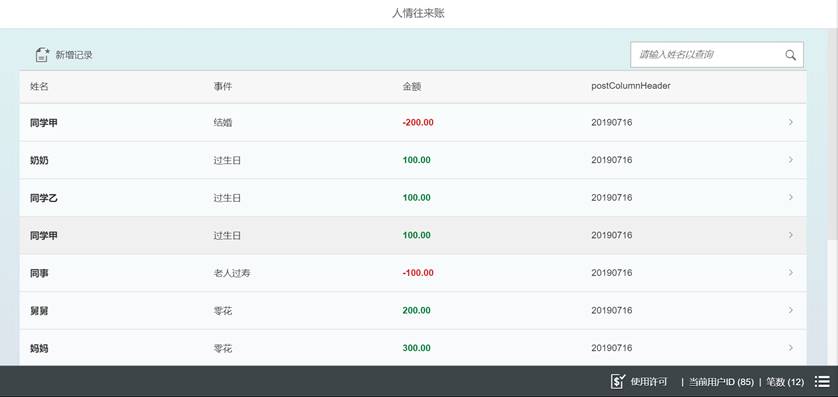 人情往来账
新增记录 请输入姓名以查询
姓名 事件 金额 postColumnHeader
同学甲 结婚 -200.00 20190716
奶奶 过生日 100.00 20190716
同学乙 过生日 100.00 20190716
同学甲 过生日 100.00 20190716
同事 老人过寿 -100.00 20190716
舅舅 零花 200.00 20190716
妈妈 零花 300.00 20190716
使用许可 | 当前用户ID (85) | 笔数 (12)